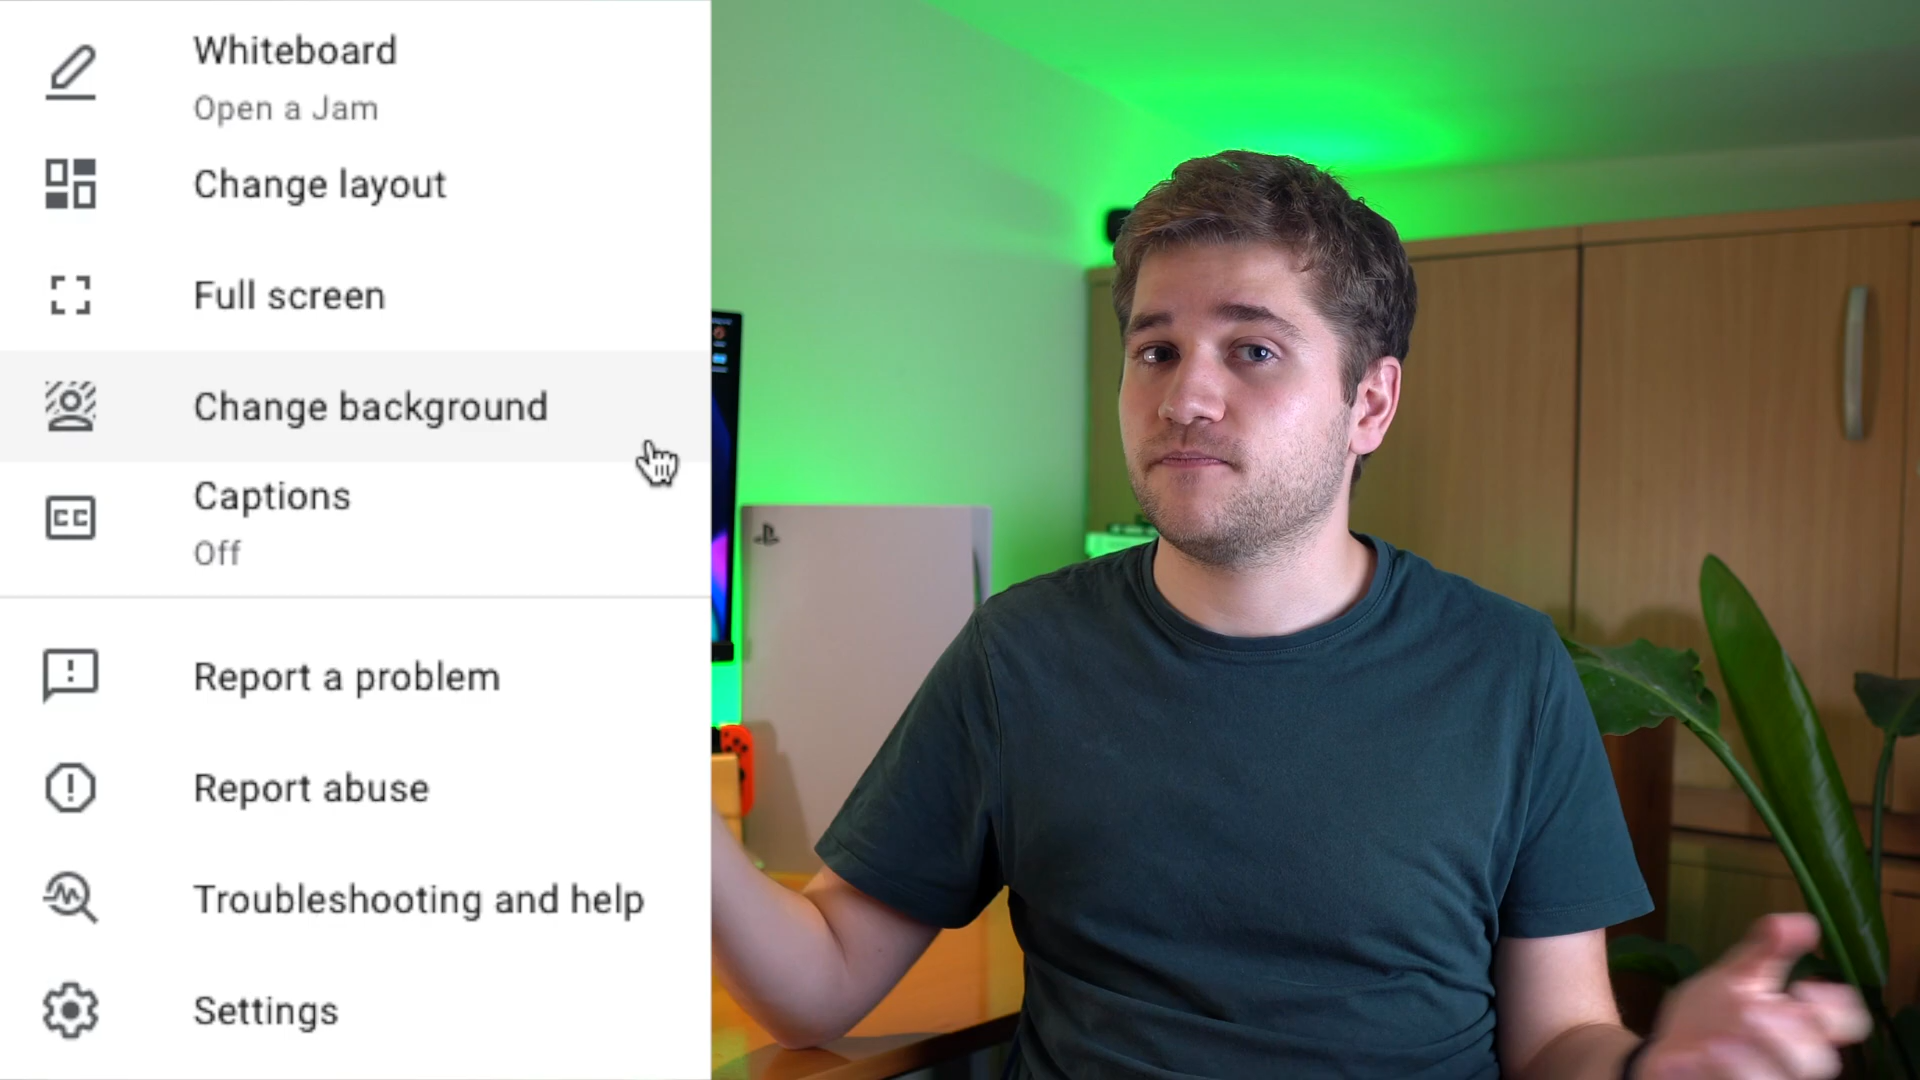 Whiteboard
Open a Jam
Change layout
Full screen
Change background
Captions
Off
Report a problem
Report abuse
Troubleshooting and help
Settings